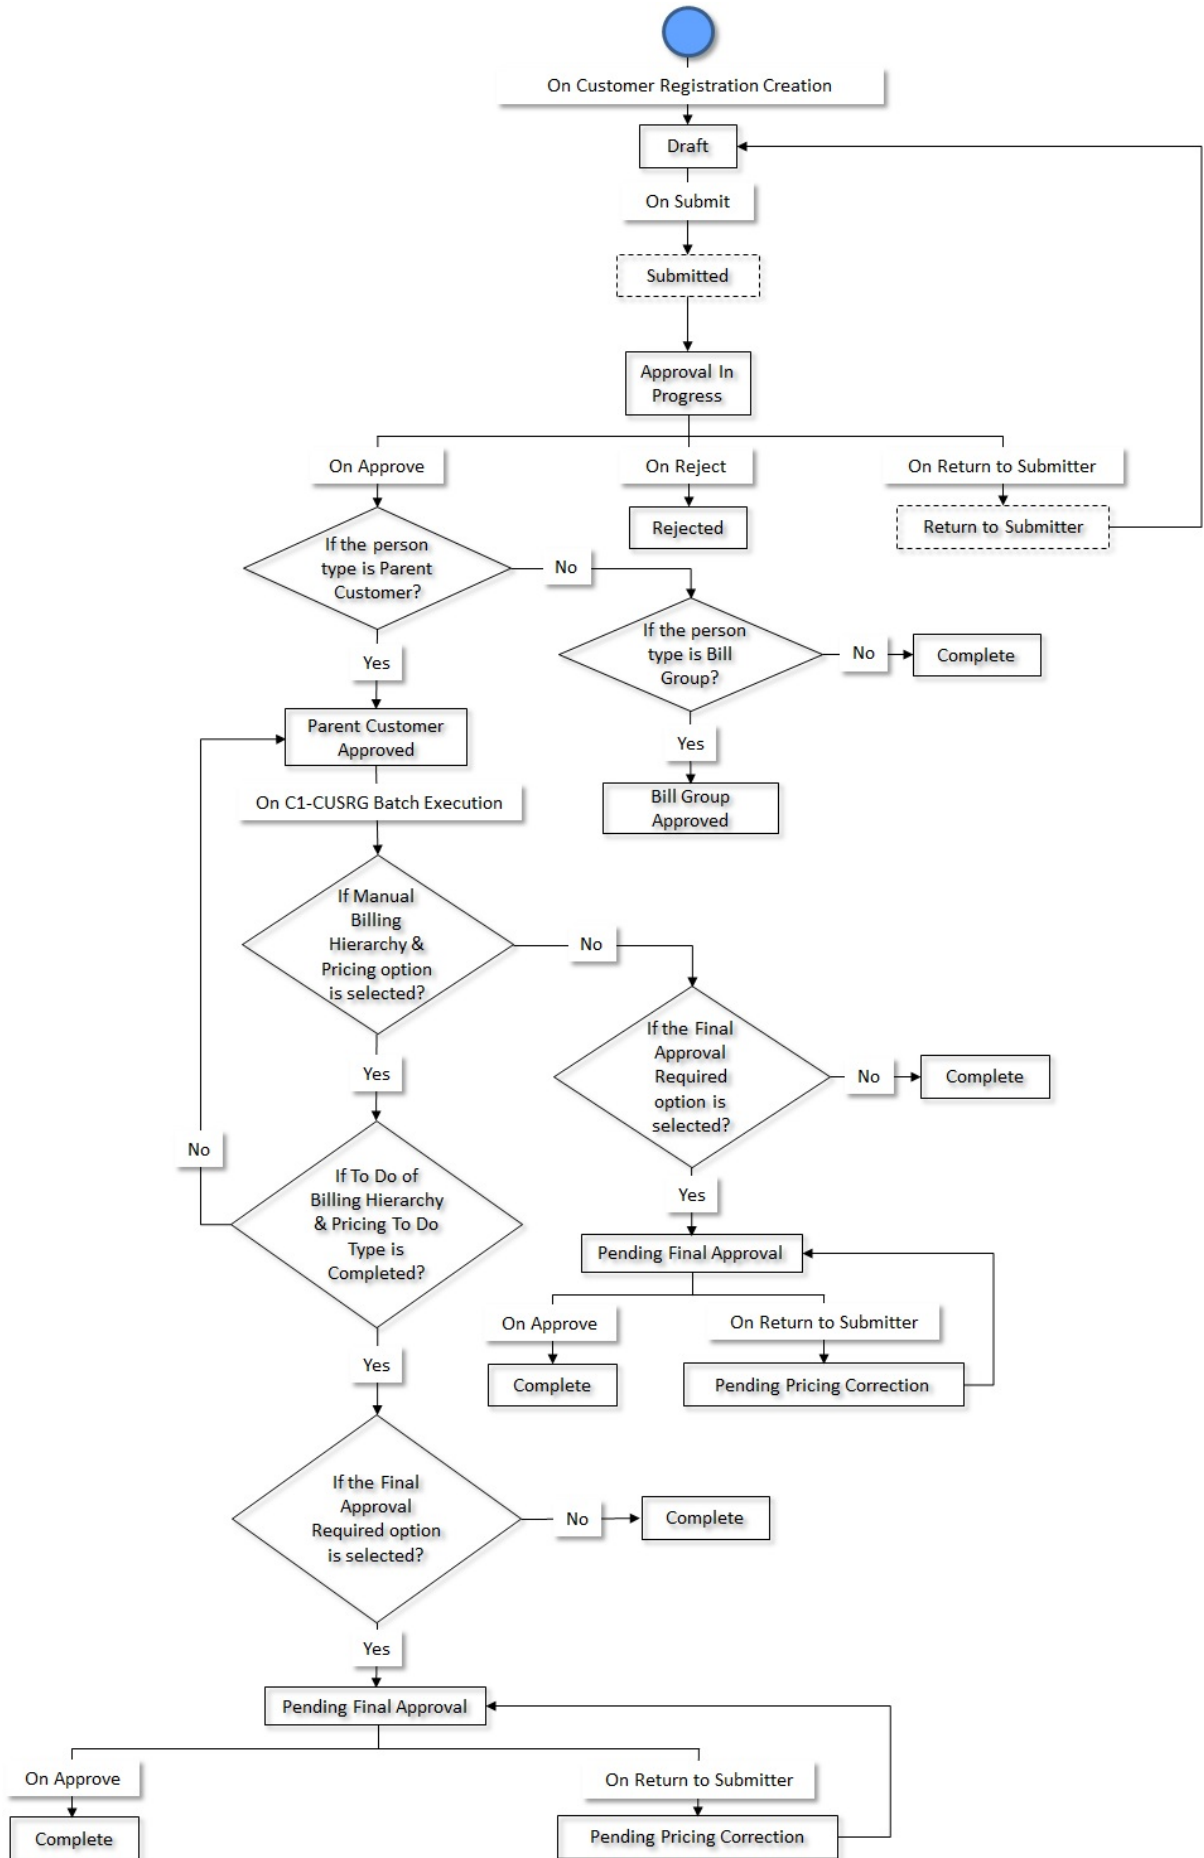 On Customer Registration Creation
Draft
On Submit
Submitted
Approval In
Progress
On Approve
On Reject
On Return to Submitter
Rejected
Return to Submitter
If the person
type is Parent
Customer?
No
If the person
type is Bill
Group?
No
Complete
Yes
Parent Customer
Approved
Yes
Bill Group
Approved
On C1-CUSRG Batch Execution
If Manual
Billing
Hierarchy &
Pricing option
is selected?
No
If the Final
Approval
Required
option is
selected?
No
Complete
Yes
No
If To Do of
Billing Hierarchy
& Pricing To Do
Type is
Completed?
Yes
Pending Final Approval
On Approve
On Return to Submitter
Complete
Pending Pricing Correction
Yes
If the Final
Approval
Required option
is selected?
No
Complete
Yes
Pending Final Approval
On Approve
On Return to Submitter
Complete
Pending Pricing Correction